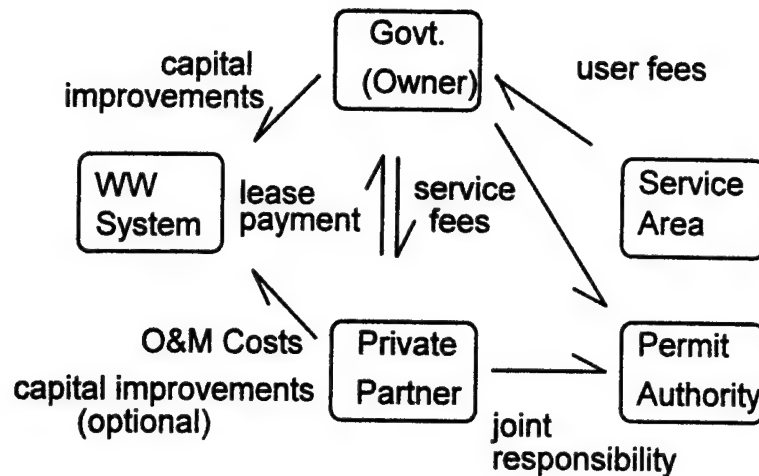 Govt.
(Owner)
capital
improvements
user fees
WW
System
lease
payment
service
fees
Service
Area
O&M Costs
capital improvements
(optional)
Private
Partner
Permit
Authority
joint
responsibility